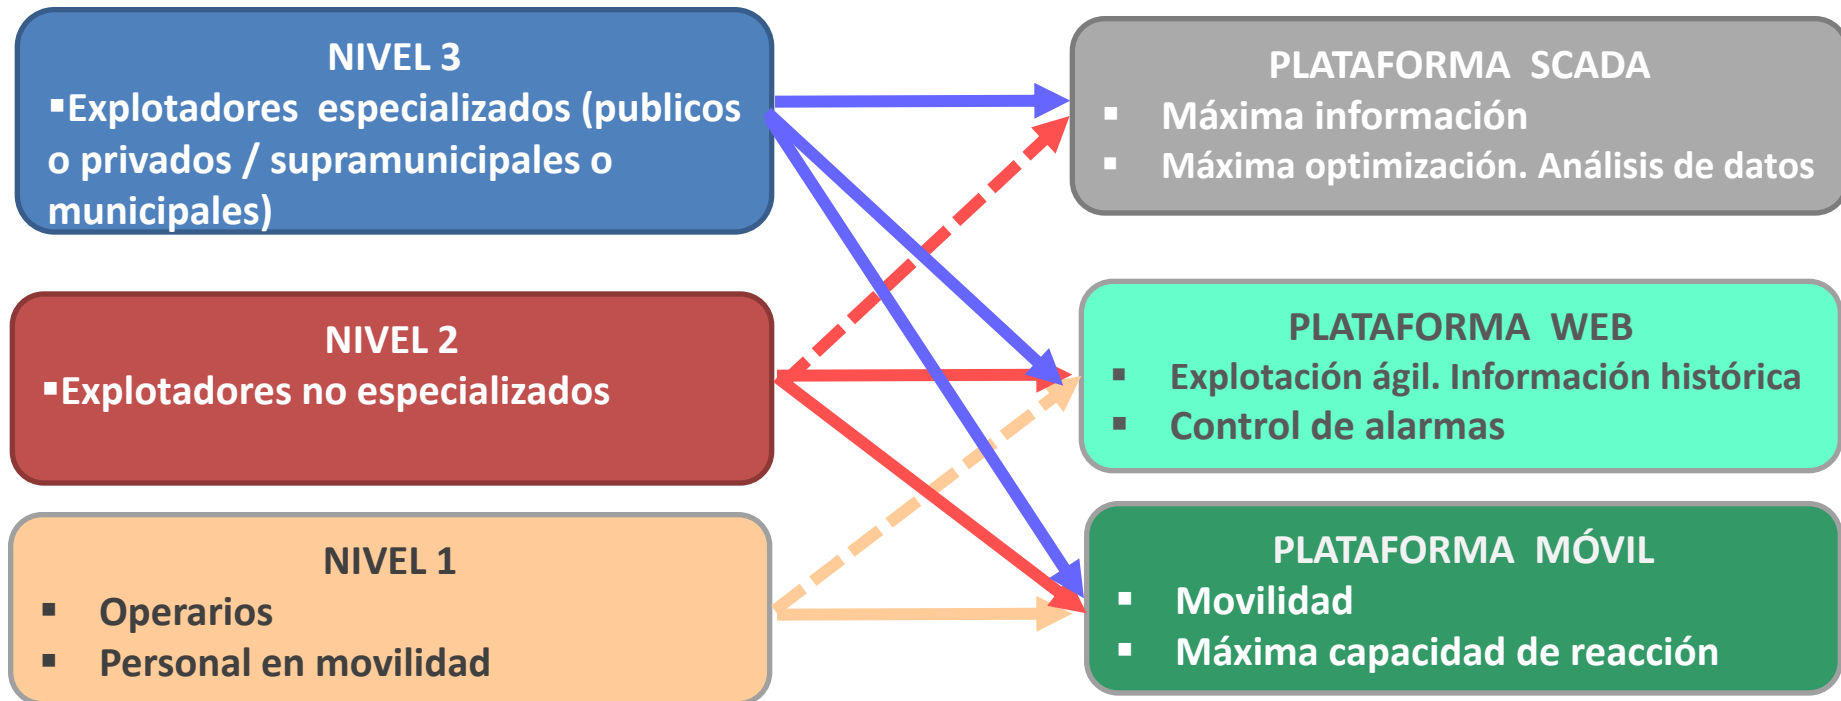 NIVEL 3
▪Explotadores especializados (publicos
o privados / supramunicipales o
municipales)
NIVEL 2
▪Explotadores no especializados
NIVEL 1
▪ Operarios
▪ Personal en movilidad
PLATAFORMA SCADA
▪ Máxima información
▪ Máxima optimización. Análisis de datos
PLATAFORMA WEB
▪ Explotación ágil. Información histórica
▪ Control de alarmas
PLATAFORMA MÓVIL
▪ Movilidad
▪ Máxima capacidad de reacción